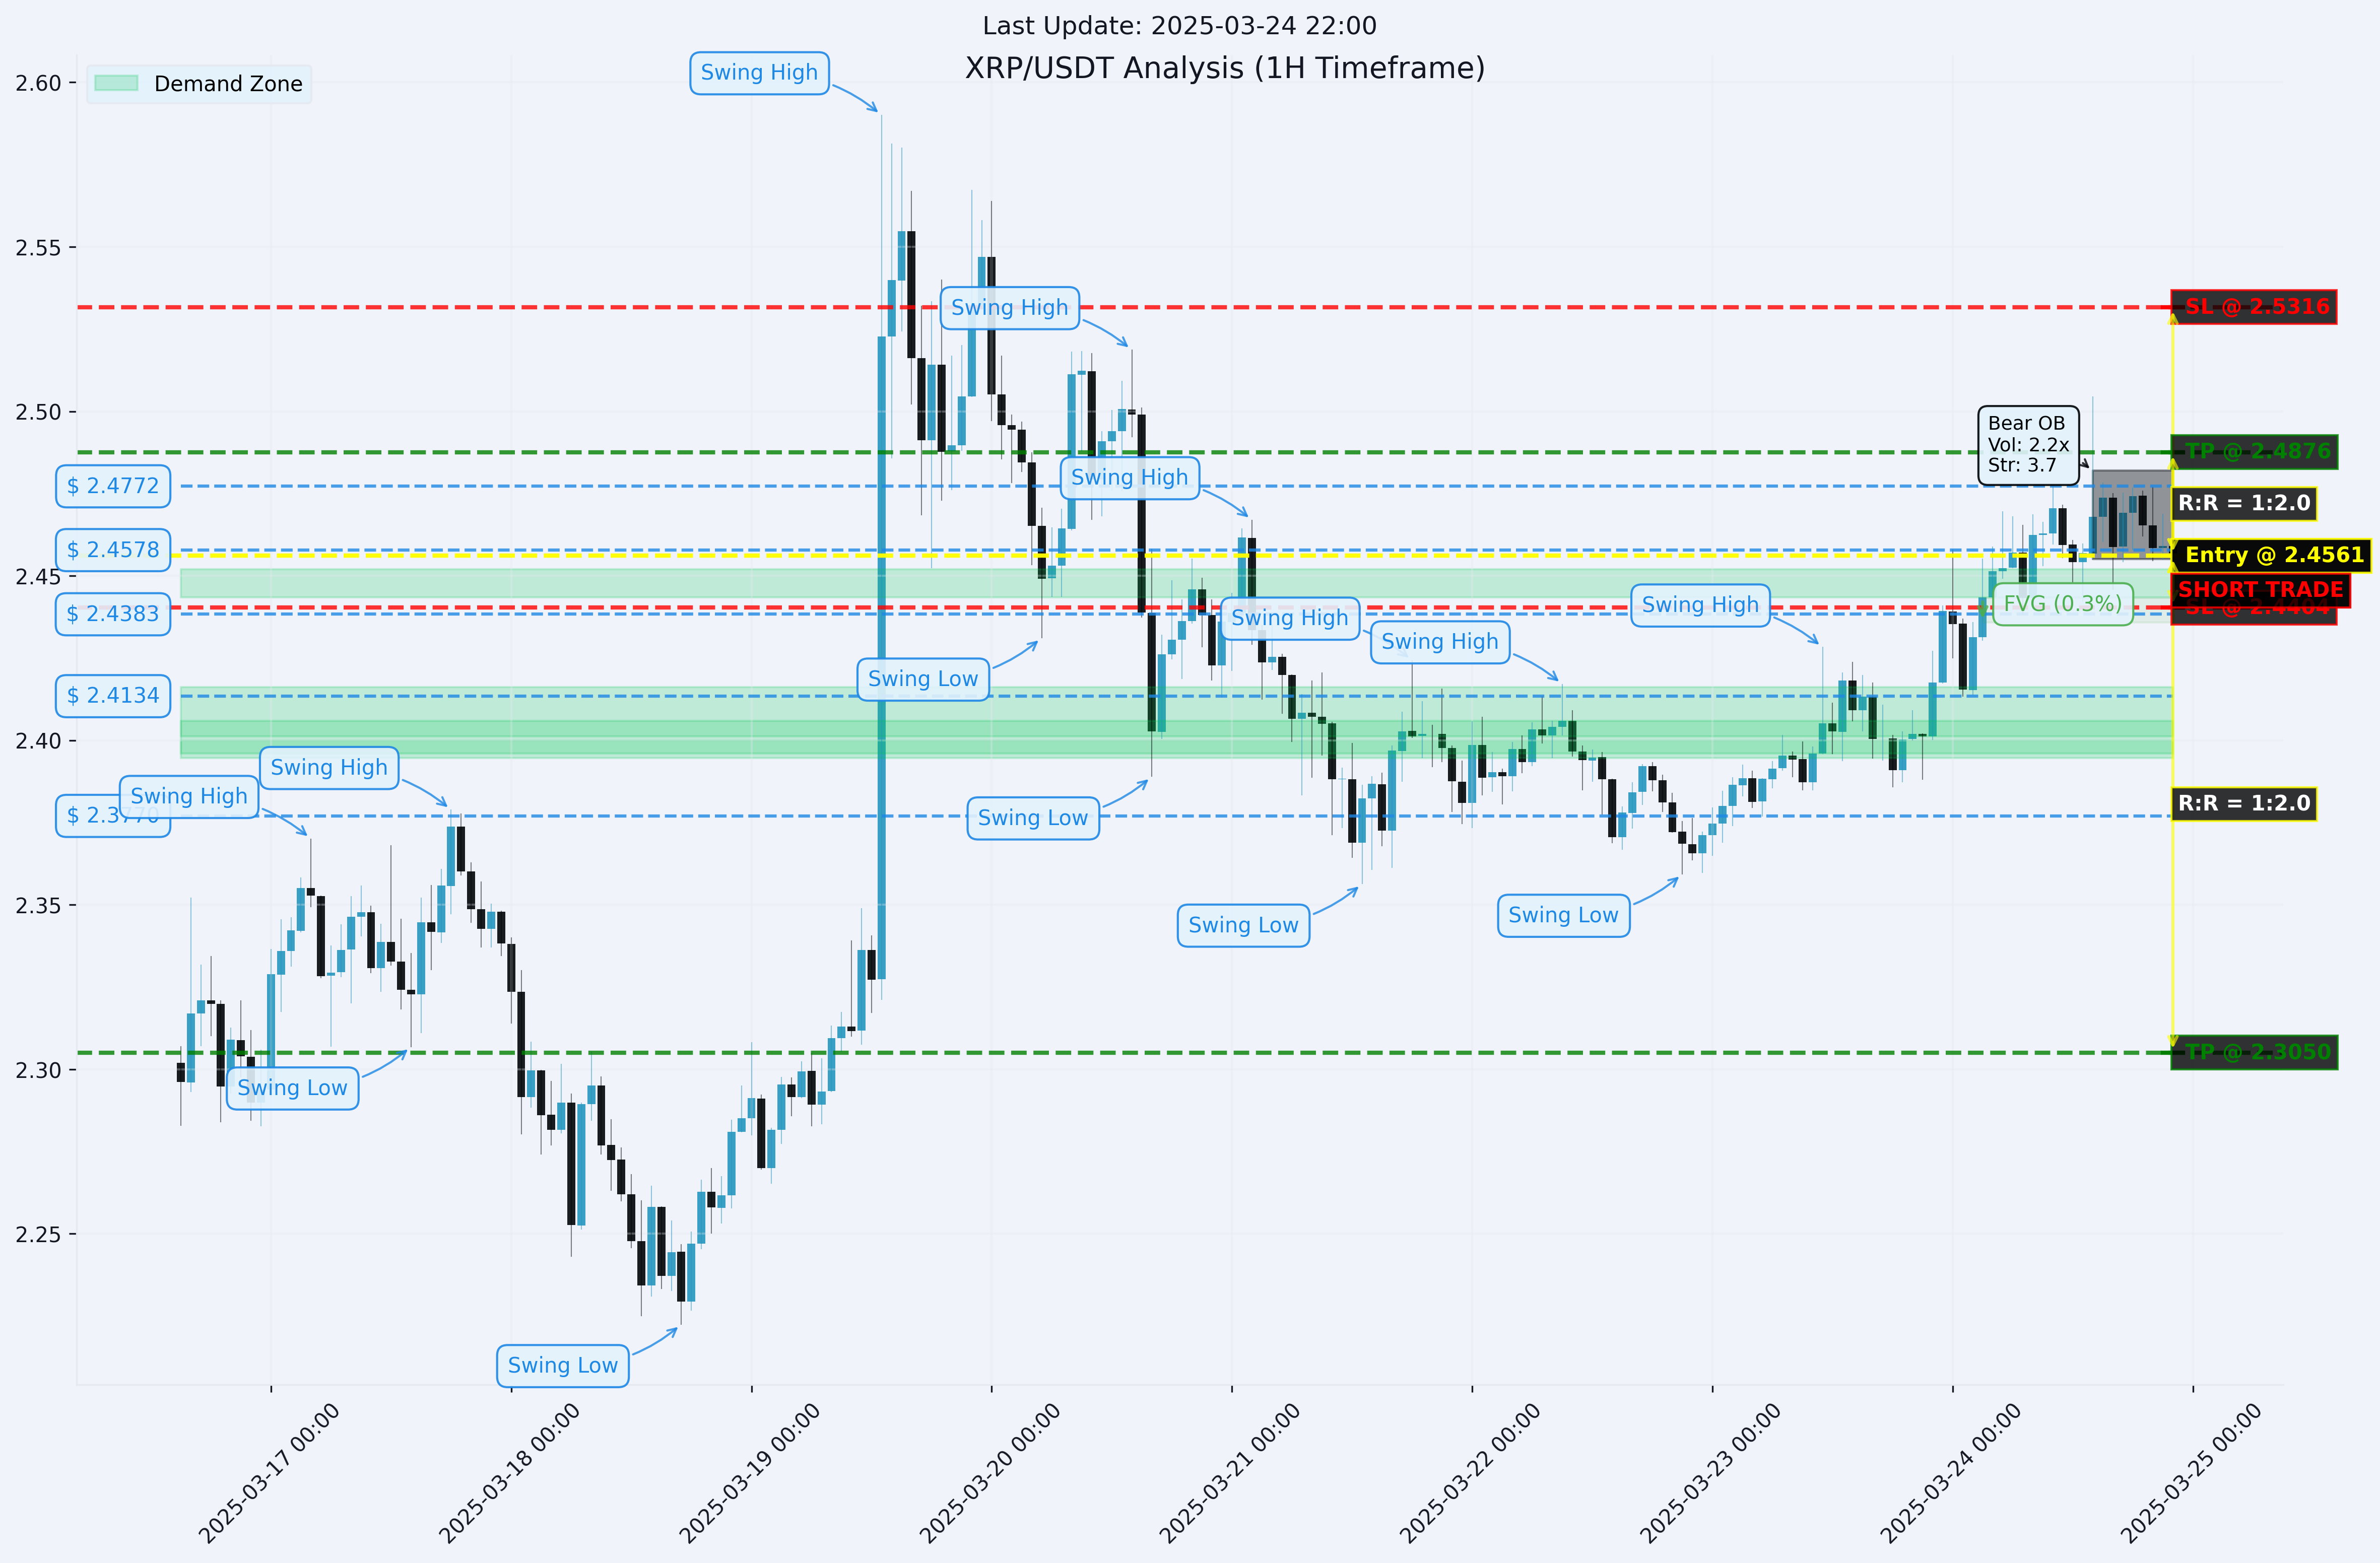 Last Update: 2025-03-24 22:00
XRP/USDT Analysis (1H Timeframe)
Demand Zone
2.60
2.55
2.50
2.45
2.40
2.35
2.30
2.25
$ 2.4772
$ 2.4578
$ 2.4383
$ 2.4134
$ 2.3770
Swing High
Swing High
Swing High
Swing High
Swing High
Swing High
Swing High
Swing High
Swing Low
Swing Low
Swing Low
Swing Low
Swing Low
Swing Low
Bear OB
Vol: 2.2x
Str: 3.7
FVG (0.3%)
SL @ 2.5316
TP @ 2.4876
R:R = 1:2.0
Entry @ 2.4561
SHORT TRADE
R:R = 1:2.0
TP @ 2.3050
2025-03-17 00:00
2025-03-18 00:00
2025-03-19 00:00
2025-03-20 00:00
2025-03-21 00:00
2025-03-22 00:00
2025-03-23 00:00
2025-03-24 00:00
2025-03-25 00:00